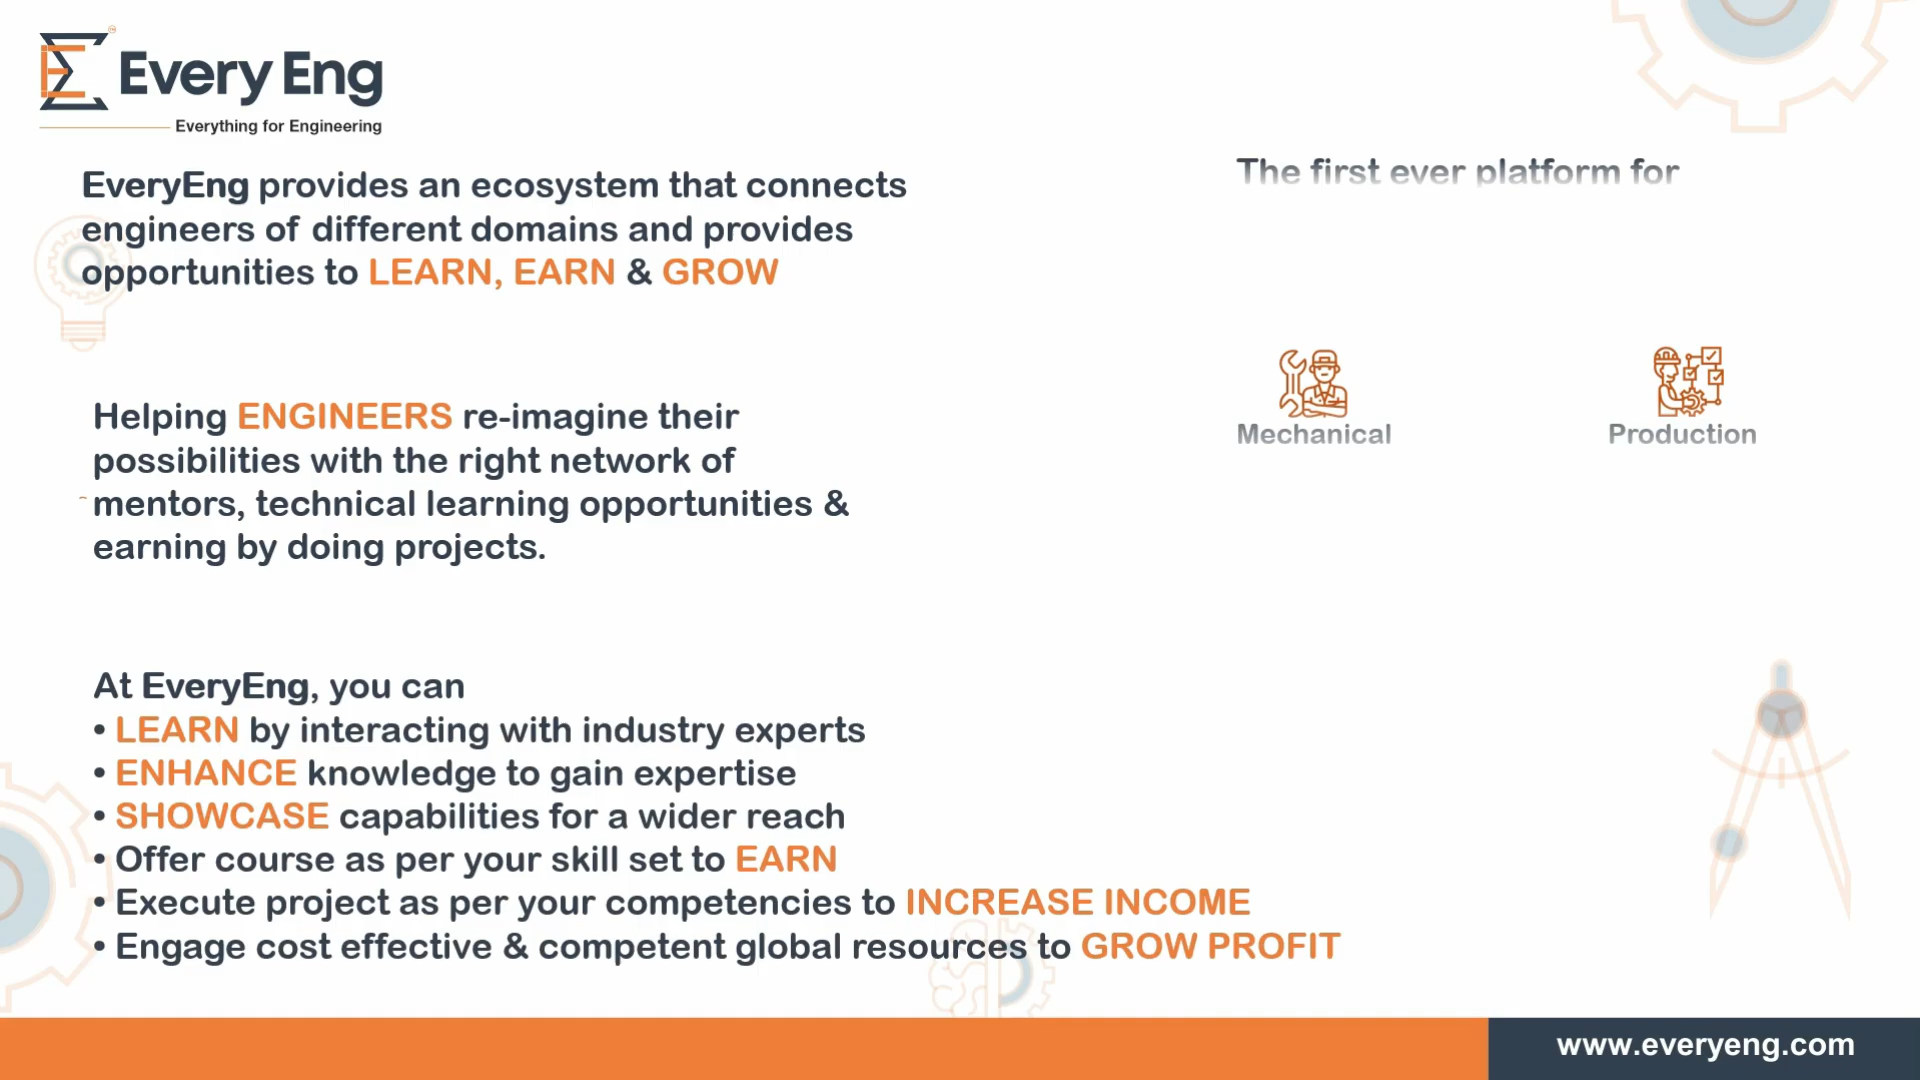 Every Eng
Everything for Engineering
EveryEng provides an ecosystem that connects
engineers of different domains and provides
opportunities to LEARN, EARN & GROW
Helping ENGINEERS re-imagine their
possibilities with the right network of
mentors, technical learning opportunities &
earning by doing projects.
At EveryEng, you can
• LEARN by interacting with industry experts
• ENHANCE knowledge to gain expertise
• SHOWCASE capabilities for a wider reach
• Offer course as per your skill set to EARN
• Execute project as per your competencies to INCREASE INCOME
• Engage cost effective & competent global resources to GROW PROFIT
The first ever platform for
Mechanical
Production
www.everyeng.com